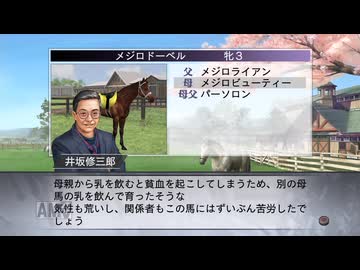 メジロドーベル 牝3
父 メジロライアン
母 メジロビューティー
母父 パーソロン
井坂修三郎
母親から乳を飲むと貧血を起こしてしまうため、別の母
馬の乳を飲んで育ったそうな
気性も荒いし、関係者もこの馬にはずいぶん苦労したで
しょう